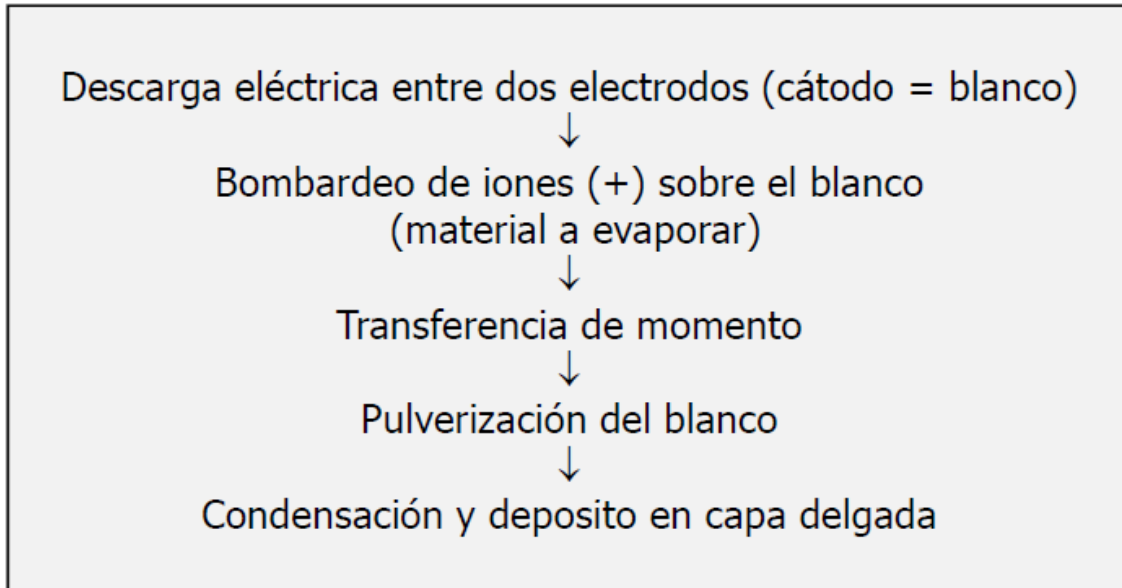 Descarga eléctrica entre dos electrodos (cátodo = blanco)
↓
Bombardeo de iones (+) sobre el blanco
(material a evaporar)
↓
Transferencia de momento
↓
Pulverización del blanco
↓
Condensación y deposito en capa delgada